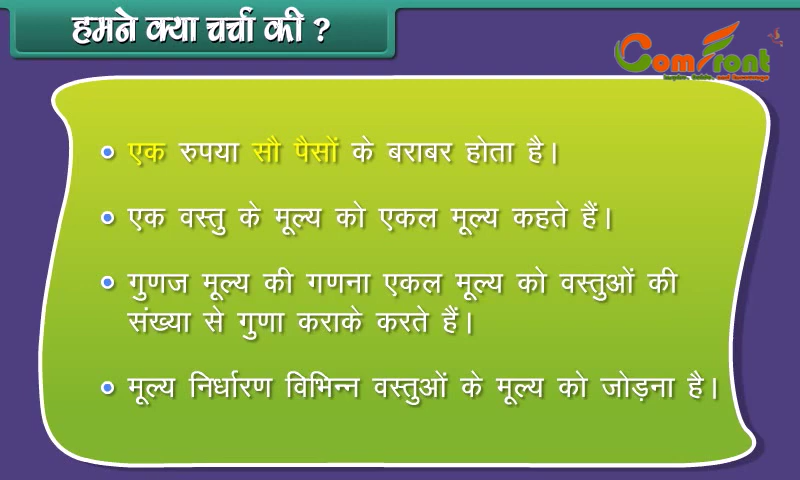 हमने क्या चर्चा की ?
ComFront
एक रुपया सौ पैसों के बराबर होता है।
एक वस्तु के मूल्य को एकल मूल्य कहते हैं।
गुणज मूल्य की गणना एकल मूल्य को वस्तुओं की
संख्या से गुणा कराके करते हैं।
मूल्य निर्धारण विभिन्न वस्तुओं के मूल्य को जोड़ना है।